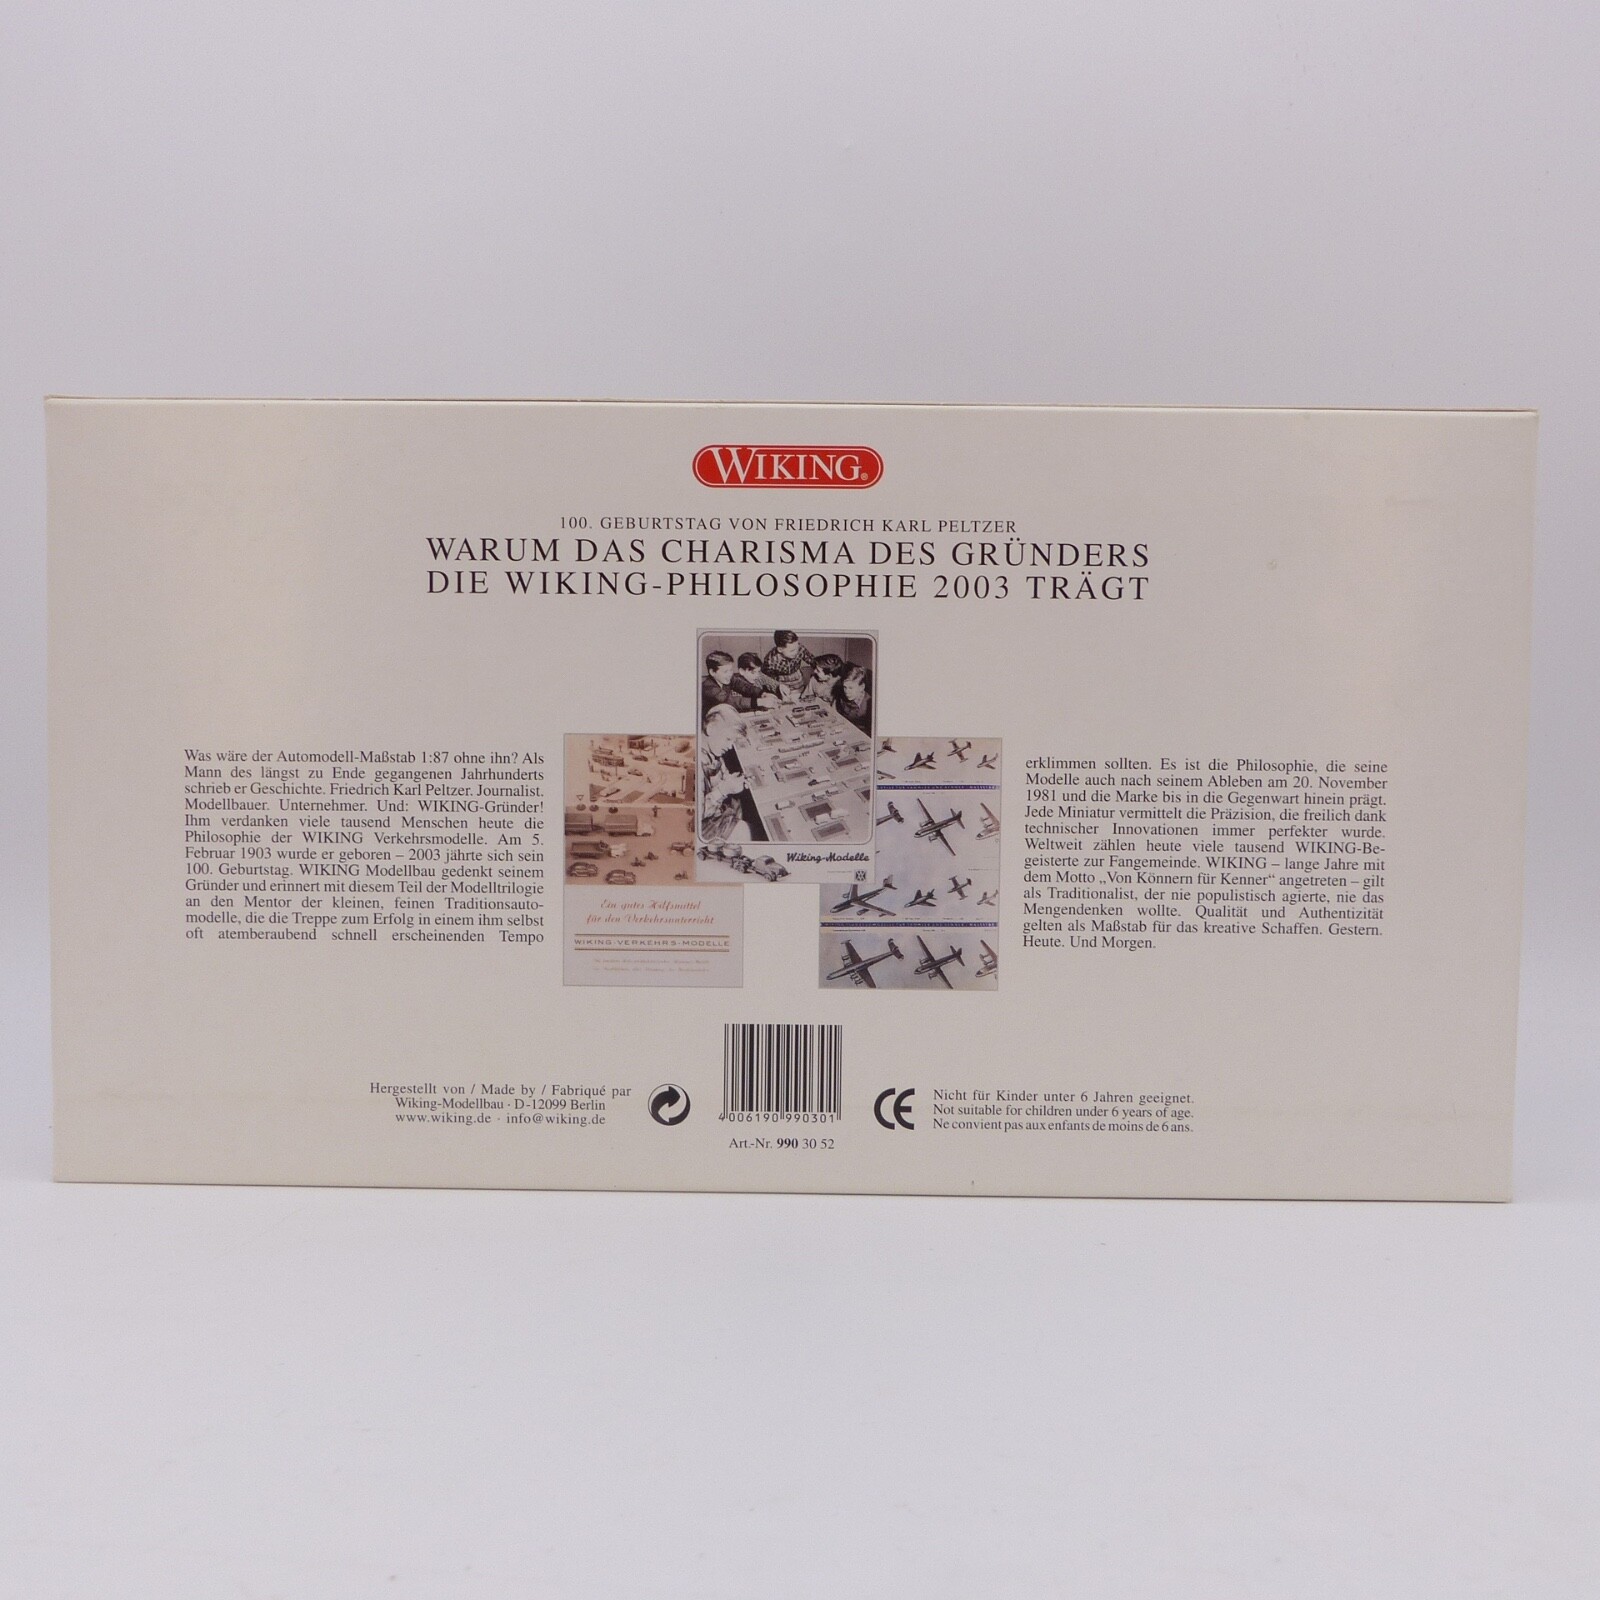 WIKING®
100. GEBURTSTAG VON FRIEDRICH KARL PELTZER
WARUM DAS CHARISMA DES GRÜNDERS
DIE WIKING-PHILOSOPHIE 2003 TRÄGT
Was wäre der Automodell-Maßstab 1:87 ohne ihn? Als
Mann des längst zu Ende gegangenen Jahrhunderts
schrieb er Geschichte. Friedrich Karl Peltzer. Journalist.
Modellbauer. Unternehmer. Und: WIKING-Gründer!
Ihm verdanken viele tausend Menschen heute die
Philosophie der WIKING Verkehrsmodelle. Am 5.
Februar 1903 wurde er geboren – 2003 jährte sich sein
100. Geburtstag. WIKING Modellbau gedenkt seinem
Gründer und erinnert mit diesem Teil der Modelltrilogie
an den Mentor der kleinen, feinen Traditionsauto-
modelle, die die Treppe zum Erfolg in einem ihm selbst
oft atemberaubend schnell erscheinenden Tempo
Wiking-Modelle
Ein gutes Hilfsmittel
für den Verkehrsunterricht
WIKING-VERKEHRS-MODELLE
erklimmen sollten. Es ist die Philosophie, die seine
Modelle auch nach seinem Ableben am 20. November
1981 und die Marke bis in die Gegenwart hinein prägt.
Jede Miniatur vermittelt die Präzision, die freilich dank
technischer Innovationen immer perfekter wurde.
Weltweit zählen heute viele tausend WIKING-Be-
geisterte zur Fangemeinde. WIKING – lange Jahre mit
dem Motto „Von Könnern für Kenner“ angetreten – gilt
als Traditionalist, der nie populistisch agierte, nie das
Mengendenken wollte. Qualität und Authentizität
gelten als Maßstab für das kreative Schaffen. Gestern.
Heute. Und Morgen.
Hergestellt von / Made by / Fabriqué par
Wiking-Modellbau · D-12099 Berlin
www.wiking.de · info@wiking.de
4 006190 990301
Art.-Nr. 990 30 52
CE
Nicht für Kinder unter 6 Jahren geeignet.
Not suitable for children under 6 years of age.
Ne convient pas aux enfants de moins de 6 ans.